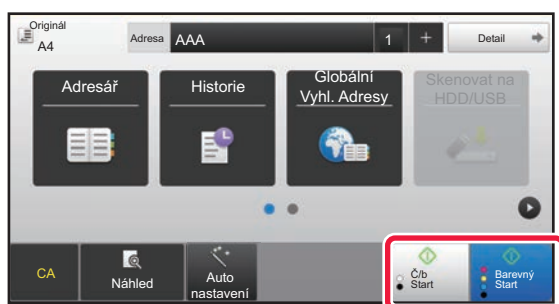 Originál
A4
Adresa AAA 1 +
Detail
Adresář
Historie
Globální
Vyhl. Adresy
Skenovat na
HDD/USB
CA
Náhled
Auto
nastavení
Č/b
Start
Barevný
Start